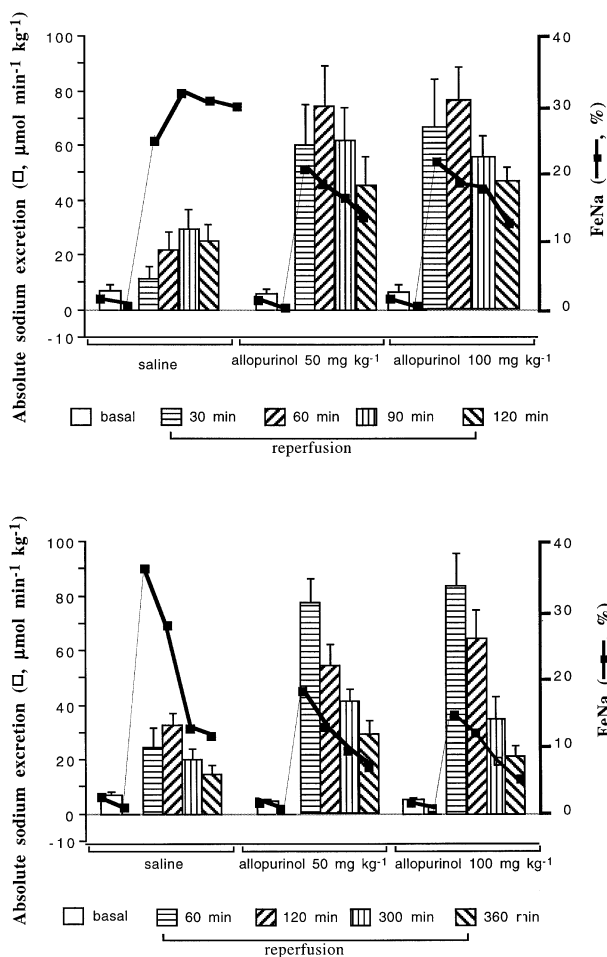 Absolute sodium excretion (□, μmol min-1 kg-1)
100
80
60
40
20
0
-10
40
30
20
10
0
FeNa (—■—, %)
saline
allopurinol 50 mg kg-1
allopurinol 100 mg kg-1
basal
30 min
60 min
90 min
120 min
reperfusion
Absolute sodium excretion (□, μmol min-1 kg-1)
100
80
60
40
20
0
-10
40
30
20
10
0
FeNa (—■—, %)
saline
allopurinol 50 mg kg-1
allopurinol 100 mg kg-1
basal
60 min
120 min
300 min
360 min
reperfusion